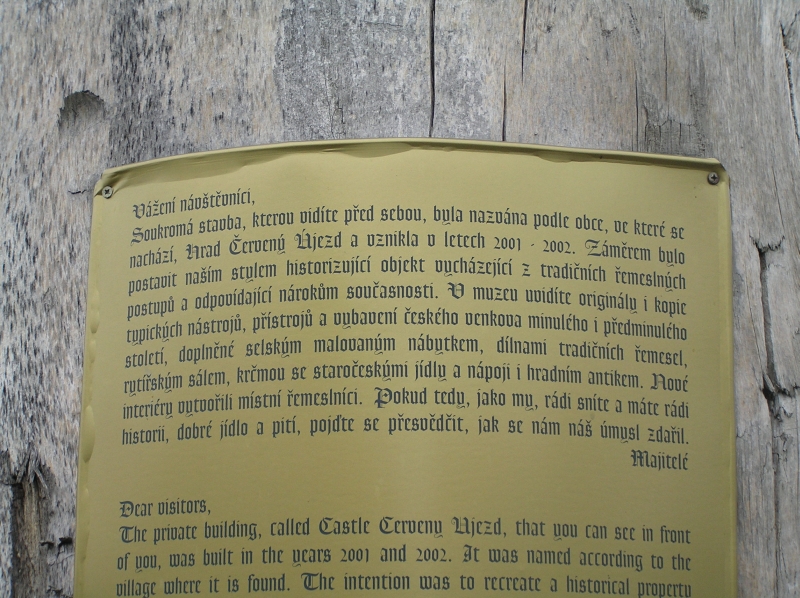 Vážení návštěvníci,
Soukromá stavba, kterou vidíte před sebou, byla nazvána podle obce, ve které se
nachází, Hrad Červený Újezd a vznikla v letech 2001 - 2002. Záměrem bylo
postavit naším stylem historizující objekt vycházející z tradičních řemeslných
postupů a odpovídající nárokům současnosti. V muzeu uvidíte originály i kopie
typických nástrojů, přístrojů a vybavení českého venkova minulého i předminulého
století, doplněné selským malovaným nábytkem, dílnami tradičních řemesel,
rytířským sálem, krčmou se staročeskými jídly a nápoji i hradním antikem. Nové
interiéry vytvořili místní řemeslníci. Pokud tedy, jako my, rádi sníte a máte rádi
historii, dobré jídlo a pití, pojďte se přesvědčit, jak se nám náš úmysl zdařil.
Majitelé
Dear visitors,
The private building, called Castle Cerveny Ujezd, that you can see in front
of you, was built in the years 2001 and 2002. It was named according to the
village where it is found. The intention was to recreate a historical property